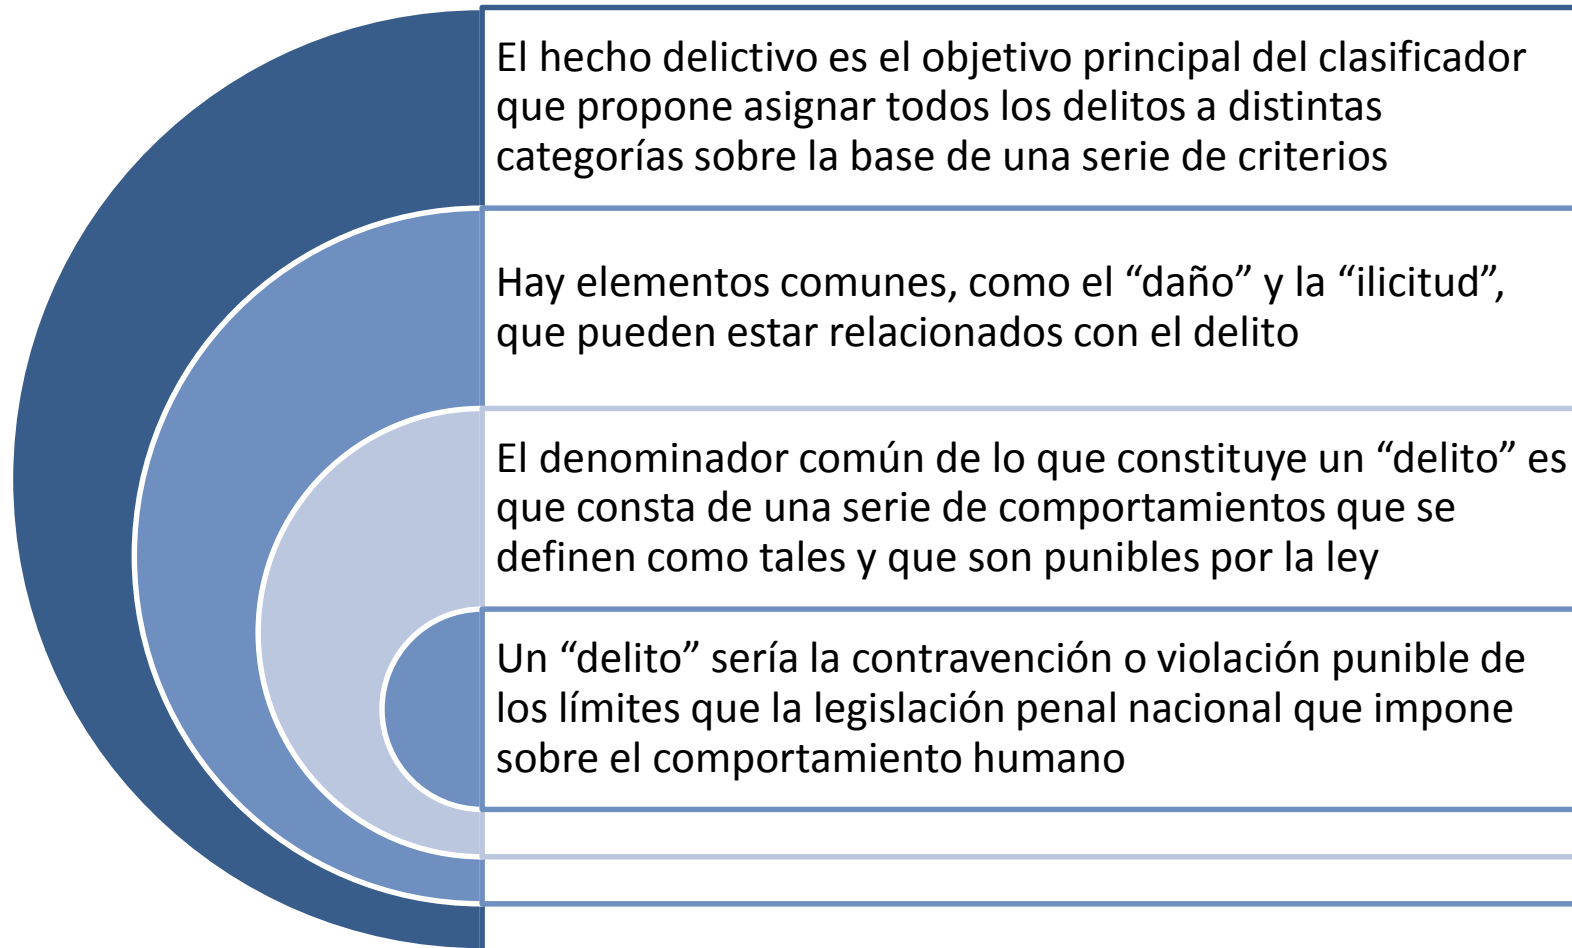 El hecho delictivo es el objetivo principal del clasificador
que propone asignar todos los delitos a distintas
categorías sobre la base de una serie de criterios
Hay elementos comunes, como el “daño” y la “ilicitud”,
que pueden estar relacionados con el delito
El denominador común de lo que constituye un “delito” es
que consta de una serie de comportamientos que se
definen como tales y que son punibles por la ley
Un “delito” sería la contravención o violación punible de
los límites que la legislación penal nacional que impone
sobre el comportamiento humano